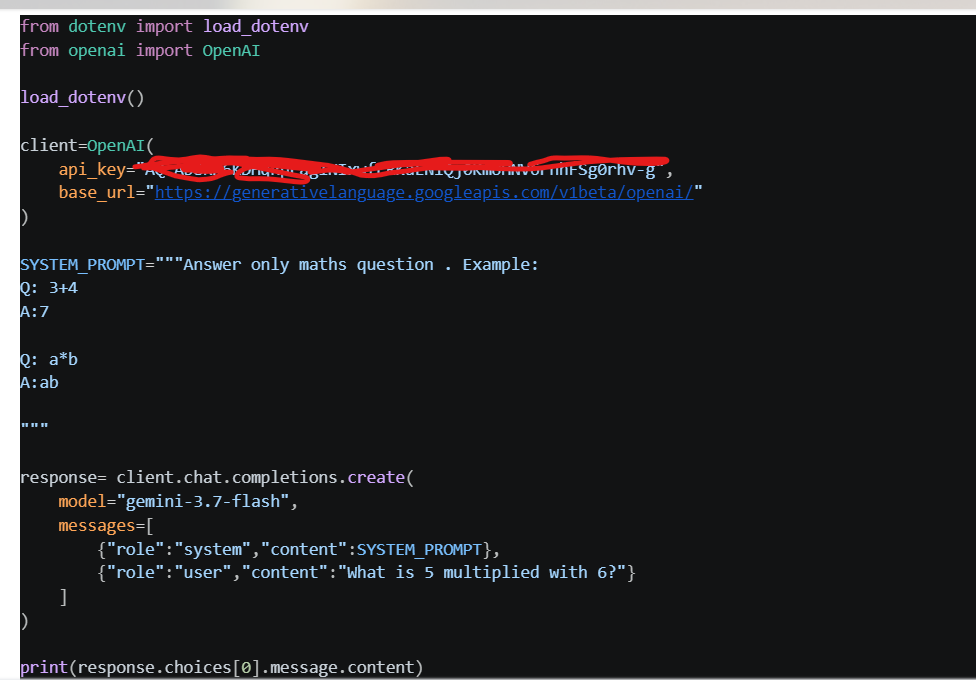 from dotenv import load_dotenv
from openai import OpenAI

load_dotenv()

client=OpenAI(
    api_key="
    base_url="https://generativelanguage.googleapis.com/v1beta/openai/"
)

SYSTEM_PROMPT="""Answer only maths question . Example:
Q: 3+4
A:7

Q: a*b
A:ab

"""

response= client.chat.completions.create(
    model="gemini-3.7-flash",
    messages=[
        {"role":"system","content":SYSTEM_PROMPT},
        {"role":"user","content":"What is 5 multiplied with 6?"}
    ]
)

print(response.choices[0].message.content)